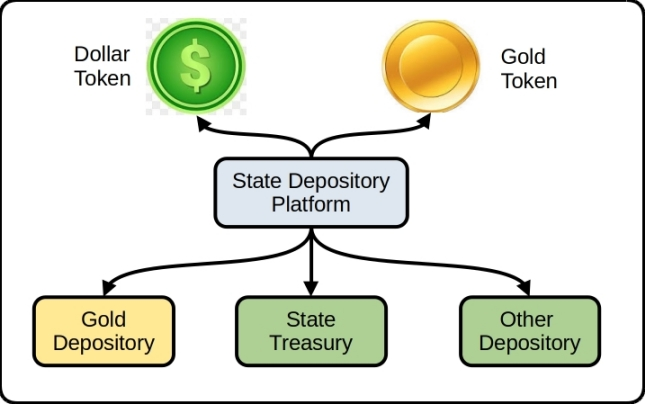 Dollar
Token
$
Gold
Token
State Depository
Platform
Gold
Depository
State
Treasury
Other
Depository